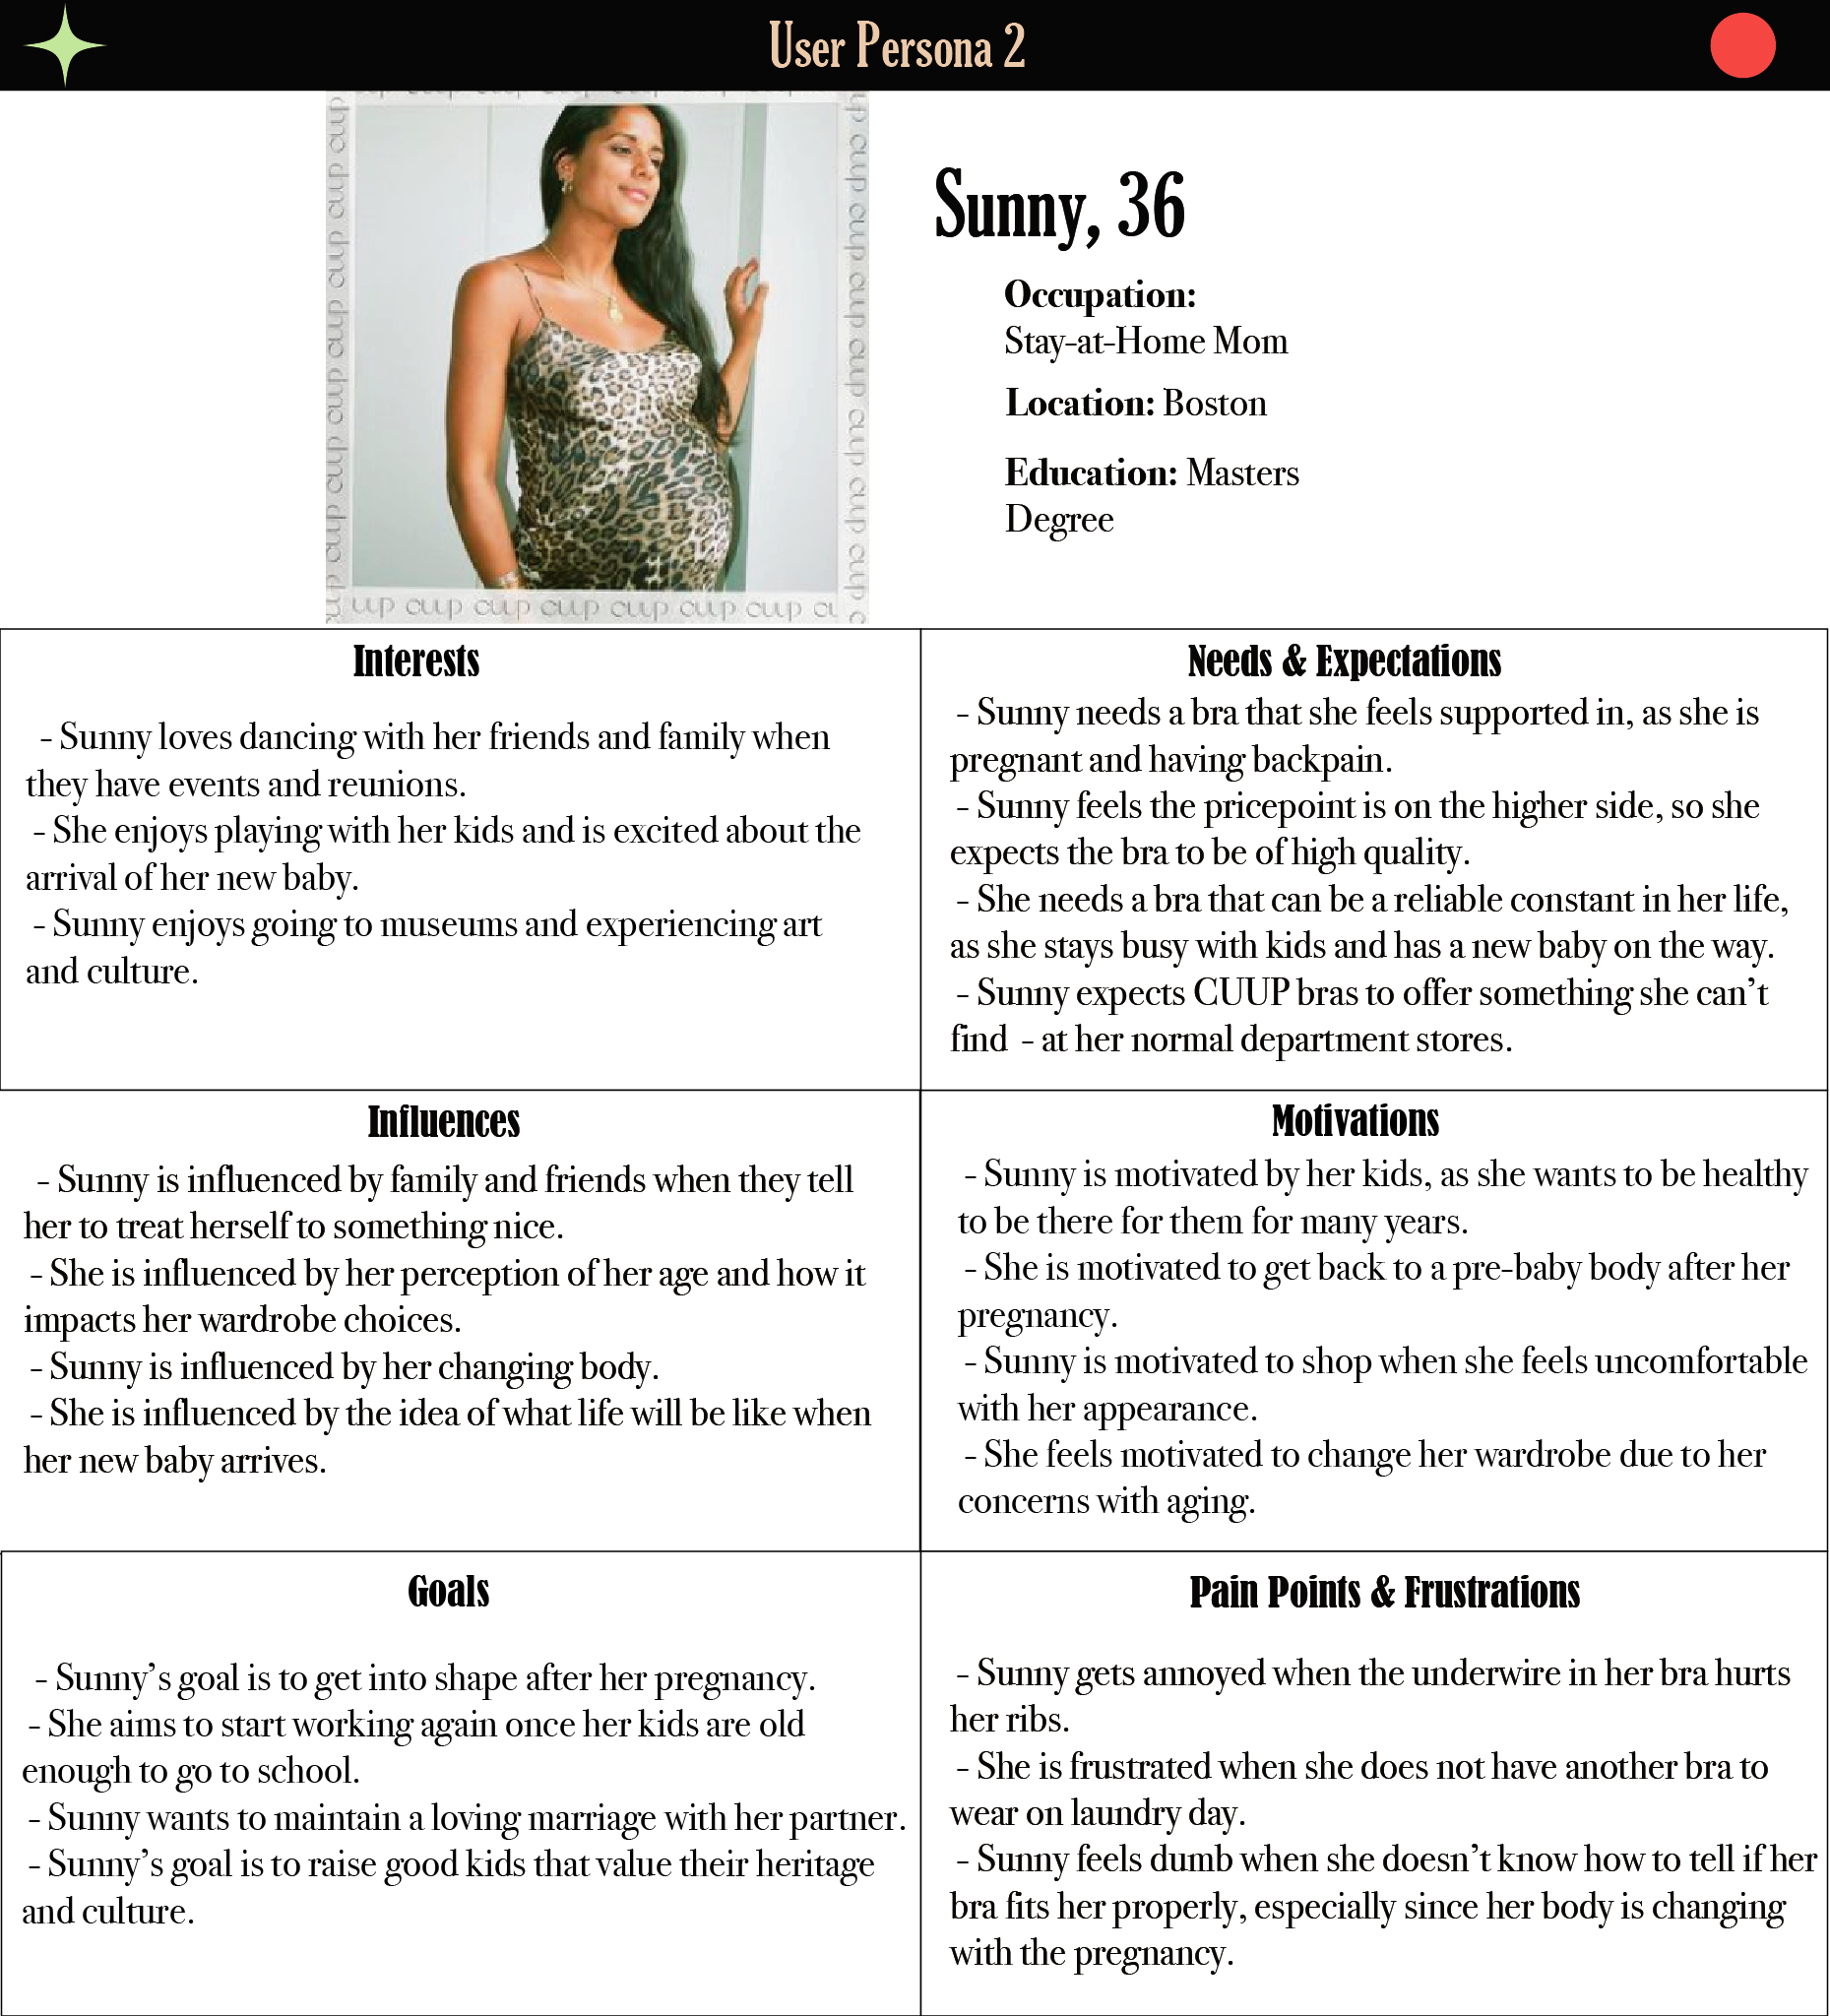 User Persona 2
cuup cuup cuup cuup cuup cuup cuup
Sunny, 36
Occupation:
Stay-at-Home Mom
Location: Boston
Education: Masters
Degree
Interests
- Sunny loves dancing with her friends and family when
they have events and reunions.
- She enjoys playing with her kids and is excited about the
arrival of her new baby.
- Sunny enjoys going to museums and experiencing art
and culture.
Needs & Expectations
- Sunny needs a bra that she feels supported in, as she is
pregnant and having backpain.
- Sunny feels the pricepoint is on the higher side, so she
expects the bra to be of high quality.
- She needs a bra that can be a reliable constant in her life,
as she stays busy with kids and has a new baby on the way.
- Sunny expects CUUP bras to offer something she can't
find - at her normal department stores.
Influences
- Sunny is influenced by family and friends when they tell
her to treat herself to something nice.
- She is influenced by her perception of her age and how it
impacts her wardrobe choices.
- Sunny is influenced by her changing body.
- She is influenced by the idea of what life will be like when
her new baby arrives.
Motivations
- Sunny is motivated by her kids, as she wants to be healthy
to be there for them for many years.
- She is motivated to get back to a pre-baby body after her
pregnancy.
- Sunny is motivated to shop when she feels uncomfortable
with her appearance.
- She feels motivated to change her wardrobe due to her
concerns with aging.
Goals
- Sunny's goal is to get into shape after her pregnancy.
- She aims to start working again once her kids are old
enough to go to school.
- Sunny wants to maintain a loving marriage with her partner.
- Sunny's goal is to raise good kids that value their heritage
and culture.
Pain Points & Frustrations
- Sunny gets annoyed when the underwire in her bra hurts
her ribs.
- She is frustrated when she does not have another bra to
wear on laundry day.
- Sunny feels dumb when she doesn't know how to tell if her
bra fits her properly, especially since her body is changing
with the pregnancy.